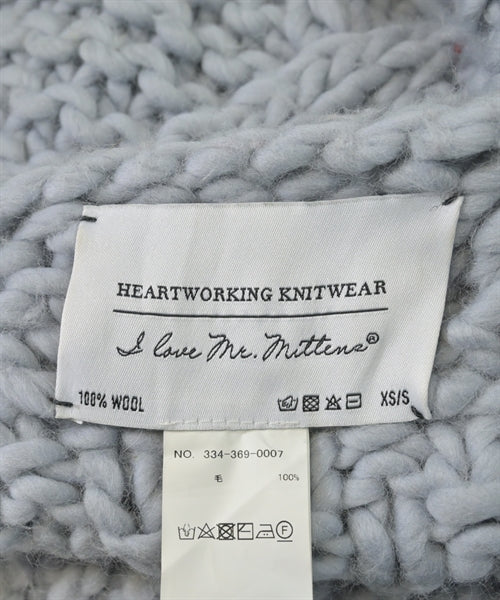 HEARTWORKING KNITWEAR
I love Mr. Mittens®
100% WOOL XS/S
NO. 334-369-0007
毛 100%